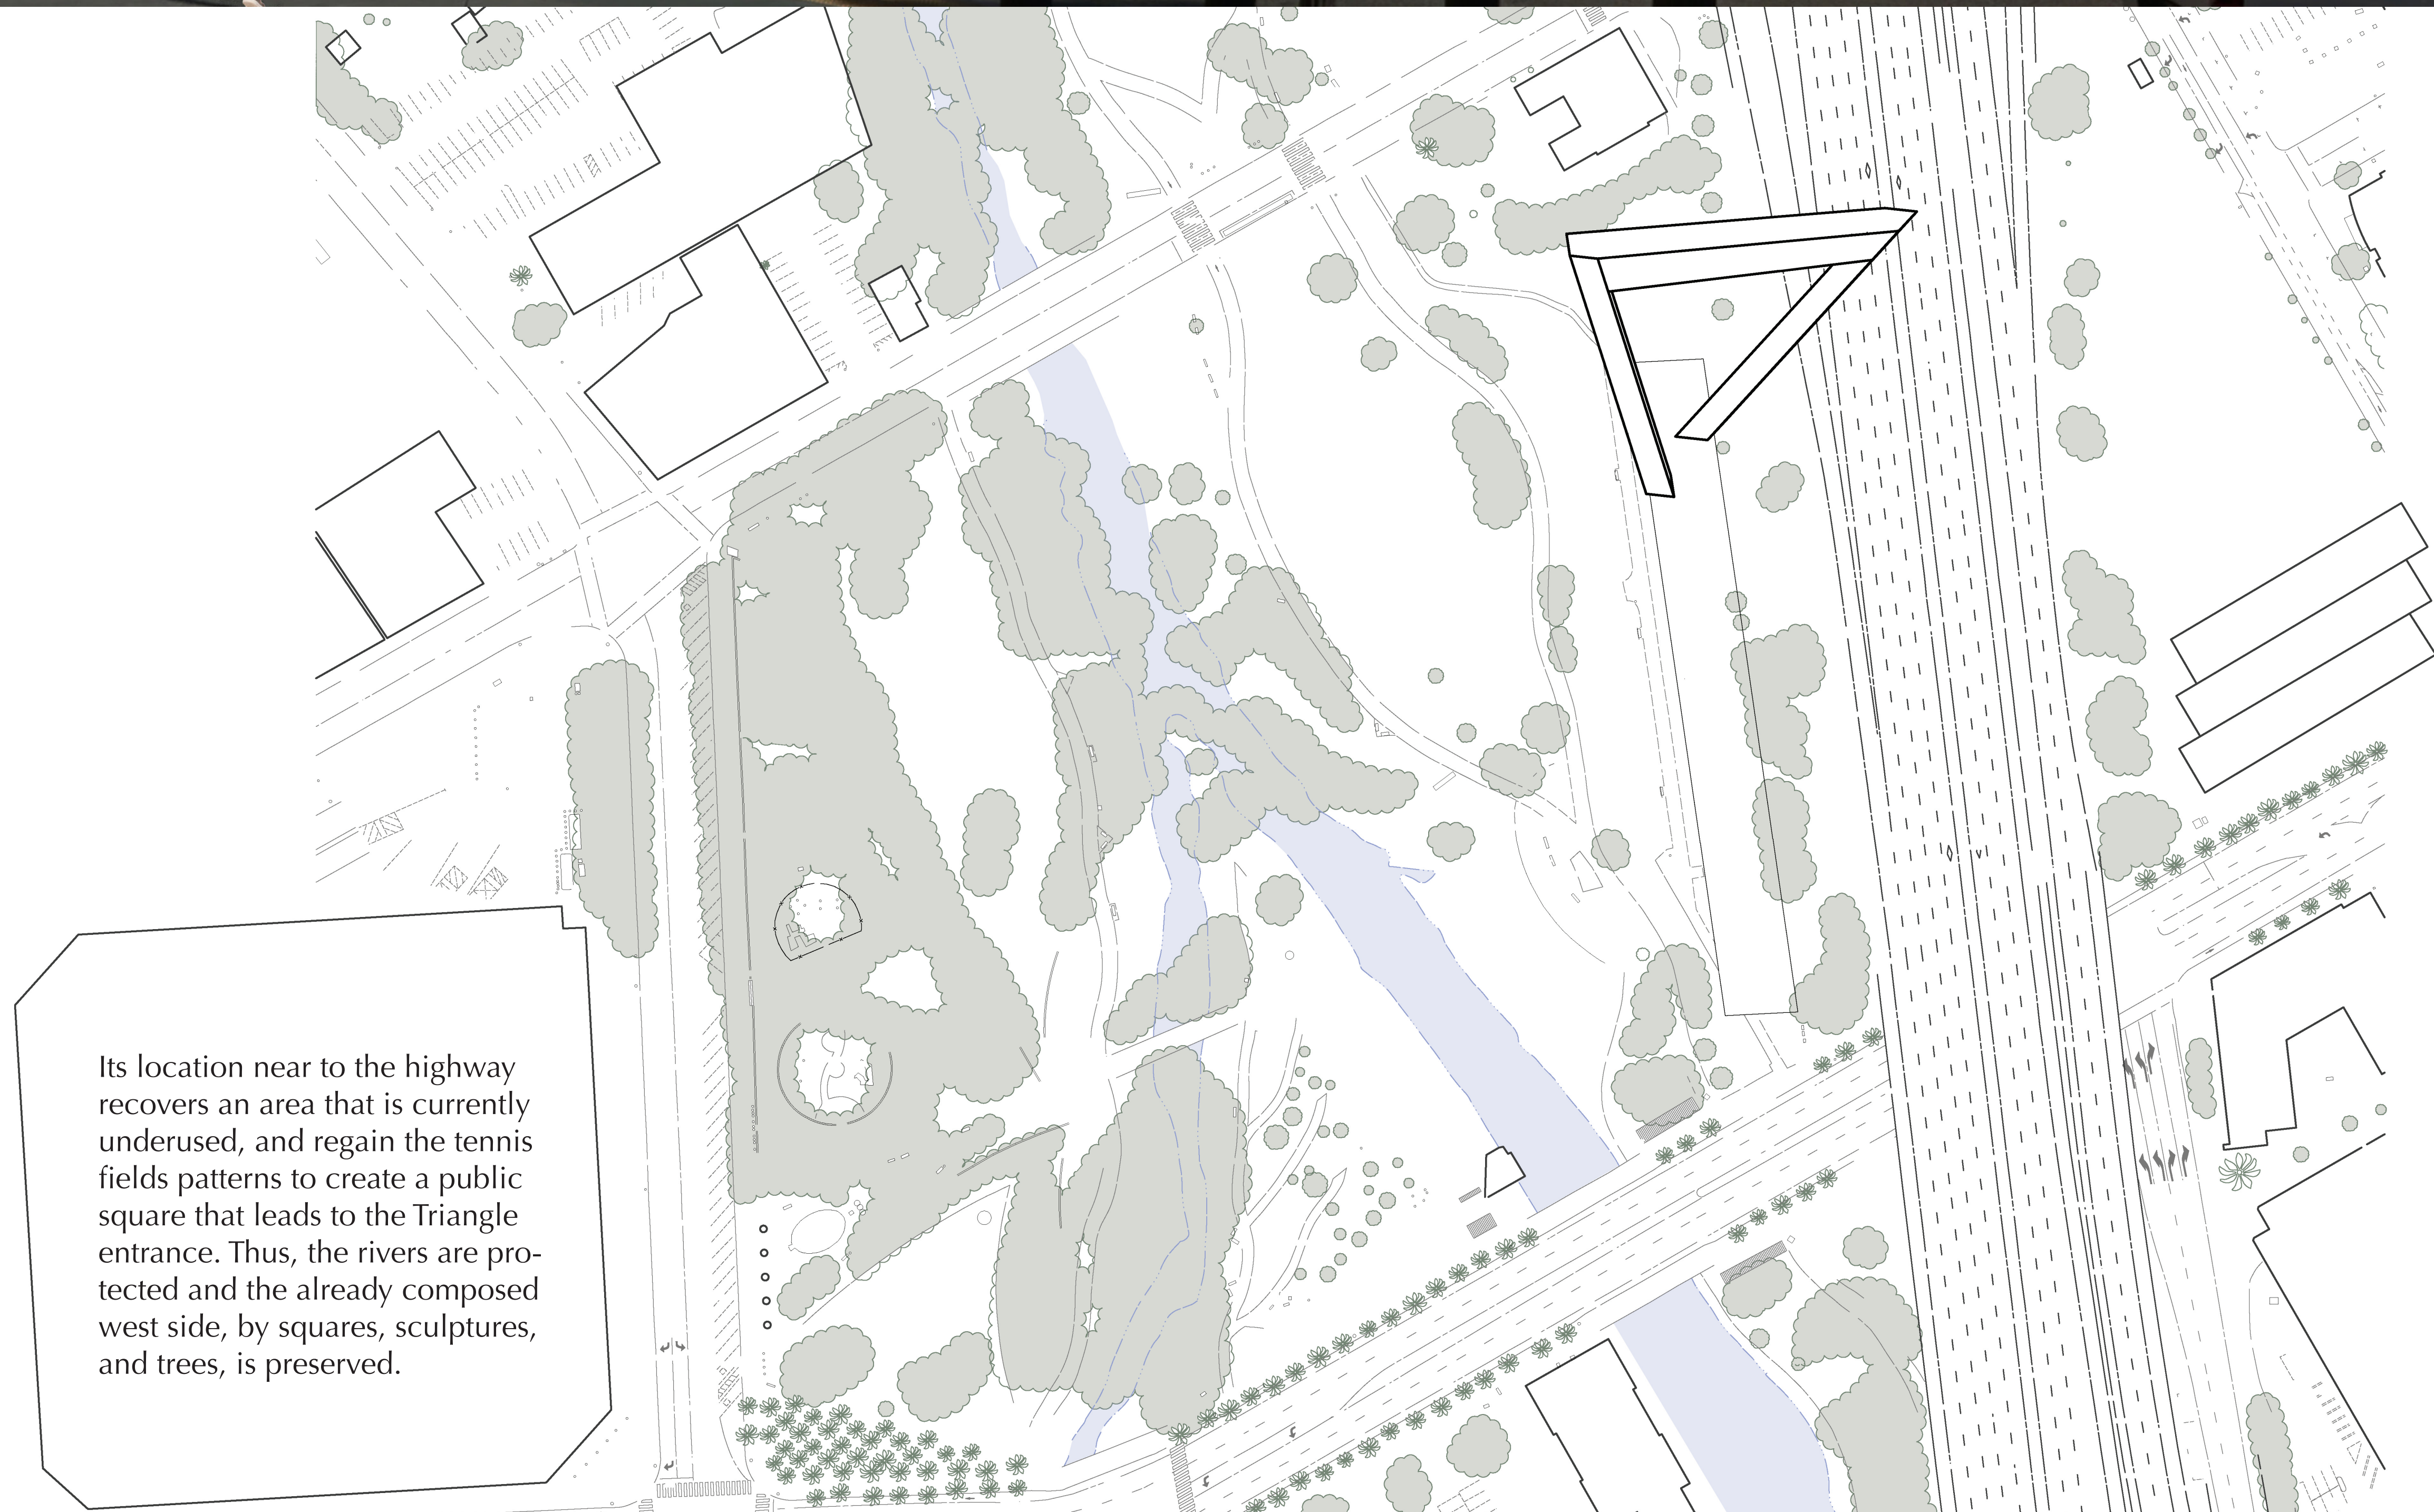 Its location near to the highway
recovers an area that is currently
underused, and regain the tennis
fields patterns to create a public
square that leads to the Triangle
entrance. Thus, the rivers are pro-
tected and the already composed
west side, by squares, sculptures,
and trees, is preserved.